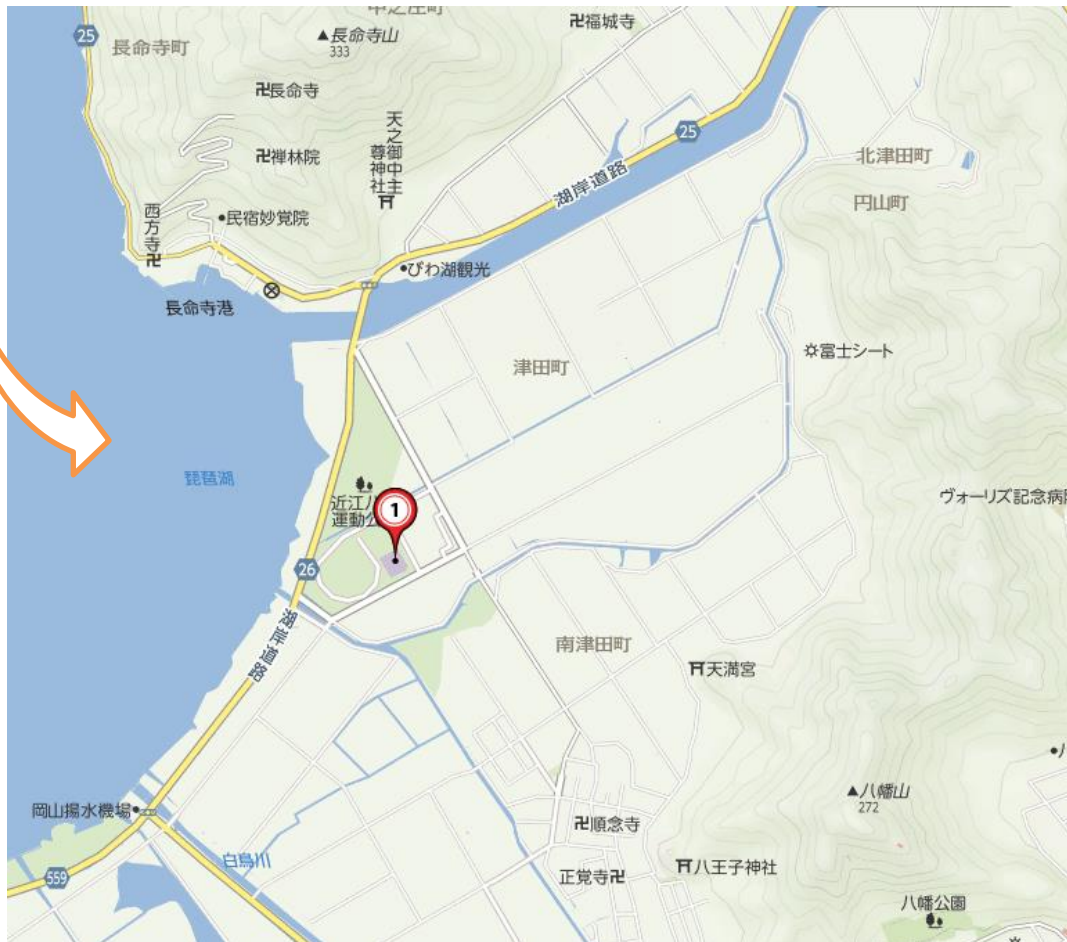 25
長命寺町
▲長命寺山
333
卍福城寺
卍長命寺
天之御中主
尊神社
卍禅林院
25
北津田町
円山町
湖岸道路
西方寺卍
•民宿妙覚院
•びわ湖観光
長命寺港
津田町
富士シート
琵琶湖
近江八
運動公
1
ヴォーリズ記念病院
26
湖岸道路
南津田町
天満宮
▲八幡山
272
岡山揚水機場•
卍順念寺
白鳥川
559
正覚寺卍
八王子神社
八幡公園